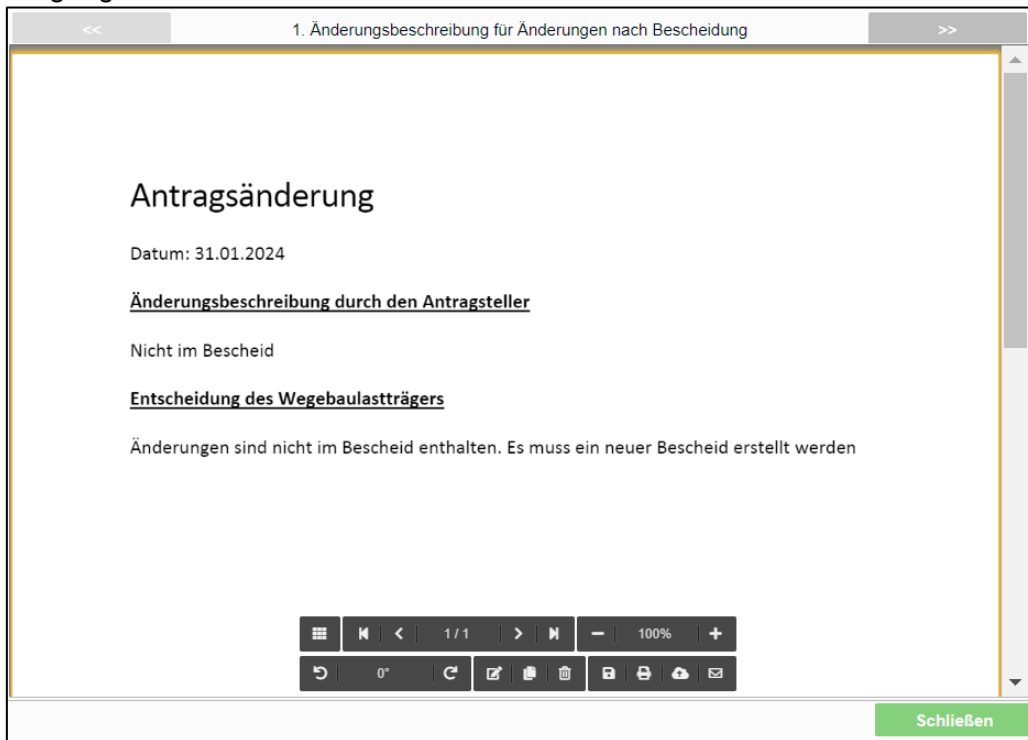 << 1. Änderungsbeschreibung für Änderungen nach Bescheidung >>
Antragsänderung
Datum: 31.01.2024
Änderungsbeschreibung durch den Antragsteller
Nicht im Bescheid
Entscheidung des Wegebaulastträgers
Änderungen sind nicht im Bescheid enthalten. Es muss ein neuer Bescheid erstellt werden
1 / 1 100%
0°
Schließen